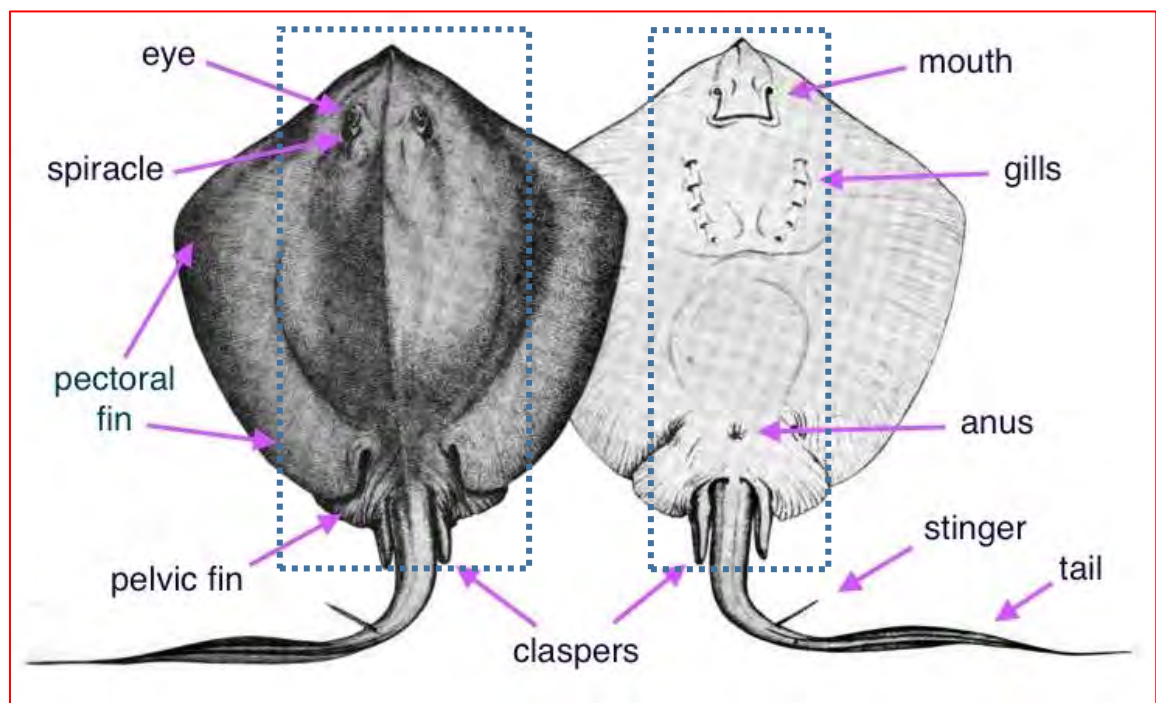 eye
spiracle
pectoral
fin
pelvic fin
claspers
mouth
gills
anus
stinger
tail